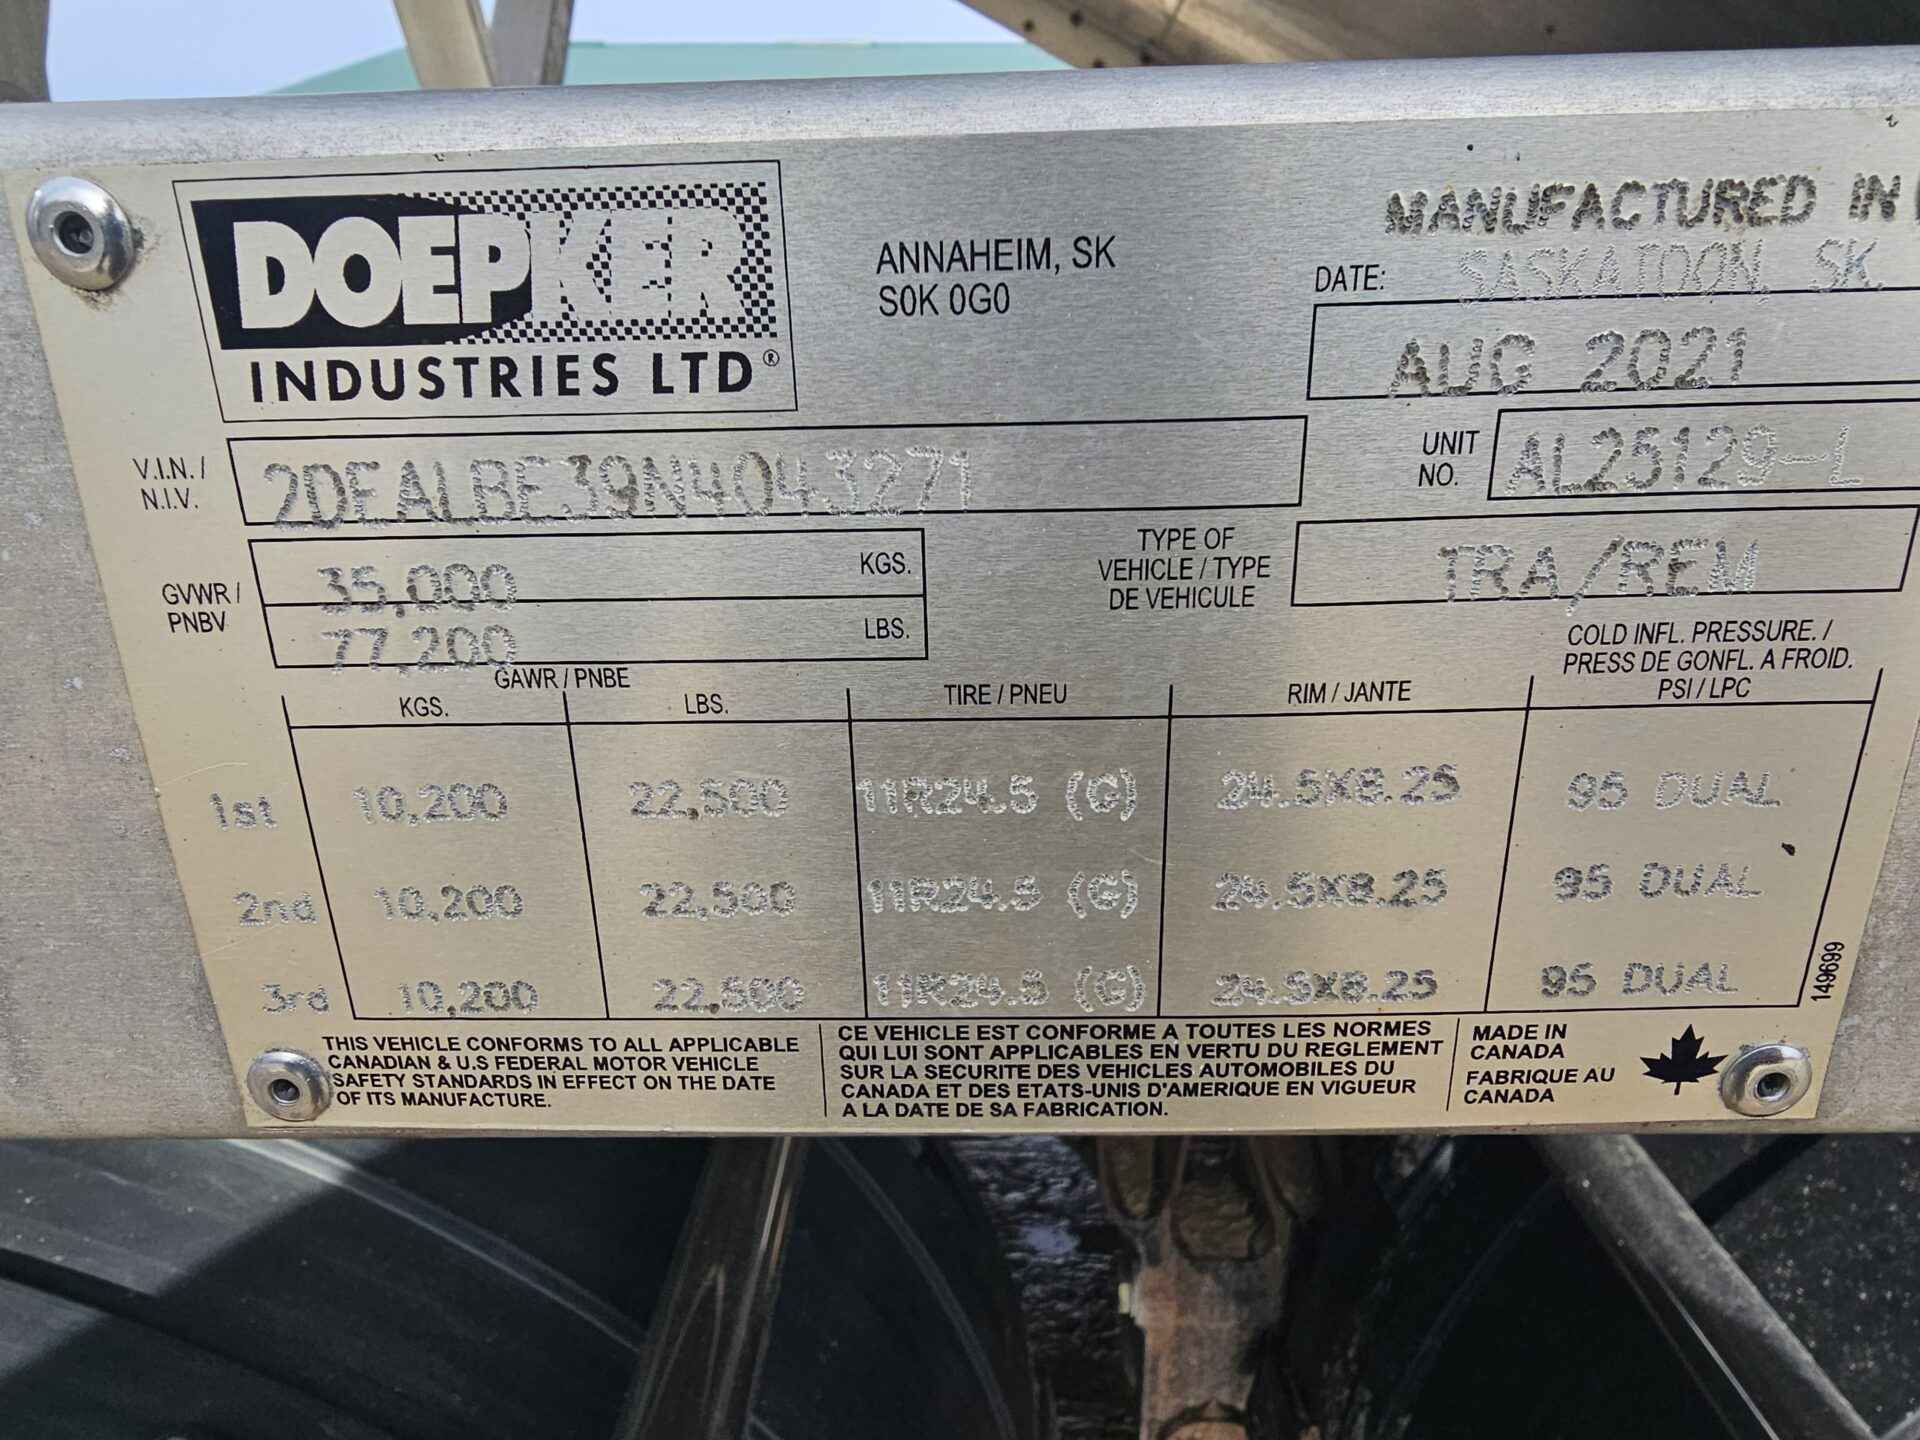 DOEPKER
INDUSTRIES LTD®
ANNAHEIM, SK
S0K 0G0
MANUFACTURED IN
SASKATOON, SK.
DATE:
AUG 2021
V.I.N. /
N.I.V.
2DEALBE39N4043271
UNIT
NO.
AL25129-L
GVWR /
PNBV
35,000 KGS.
77,200 LBS.
TYPE OF
VEHICLE / TYPE
DE VEHICULE
TRA/REM
GAWR / PNBE
KGS. LBS. TIRE / PNEU RIM / JANTE
COLD INFL. PRESSURE. /
PRESS DE GONFL. A FROID.
PSI / LPC
1st 10,200 22,500 11R24.5 (G) 24.5X8.25 95 DUAL
2nd 10,200 22,500 11R24.5 (G) 24.5X8.25 95 DUAL
3rd 10,200 22,500 11R24.5 (G) 24.5X8.25 95 DUAL
149699
THIS VEHICLE CONFORMS TO ALL APPLICABLE
CANADIAN & U.S FEDERAL MOTOR VEHICLE
SAFETY STANDARDS IN EFFECT ON THE DATE
OF ITS MANUFACTURE.
CE VEHICLE EST CONFORME A TOUTES LES NORMES
QUI LUI SONT APPLICABLES EN VERTU DU REGLEMENT
SUR LA SECURITE DES VEHICLES AUTOMOBILES DU
CANADA ET DES ETATS-UNIS D'AMERIQUE EN VIGUEUR
A LA DATE DE SA FABRICATION.
MADE IN
CANADA
FABRIQUE AU
CANADA